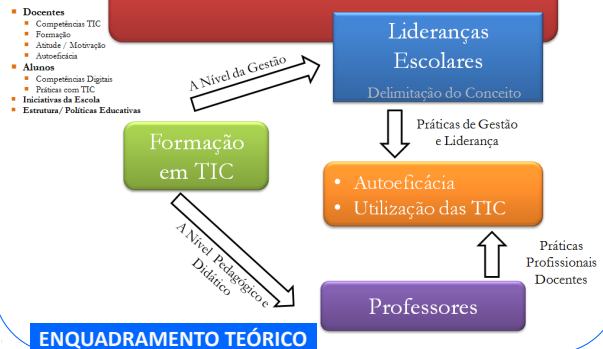 Docentes
Competências TIC
Formação
Atitude / Motivação
Autoeficácia
Alunos
Competências Digitais
Práticas com TIC
Iniciativas da Escola
Estrutura/ Políticas Educativas
Lideranças
Escolares
Delimitação do Conceito
A Nível da Gestão
Práticas de Gestão
e Liderança
Formação
em TIC
• Autoeficácia
• Utilização das TIC
A Nível Pedagógico e
Didático
Práticas
Profissionais
Docentes
Professores
ENQUADRAMENTO TEÓRICO